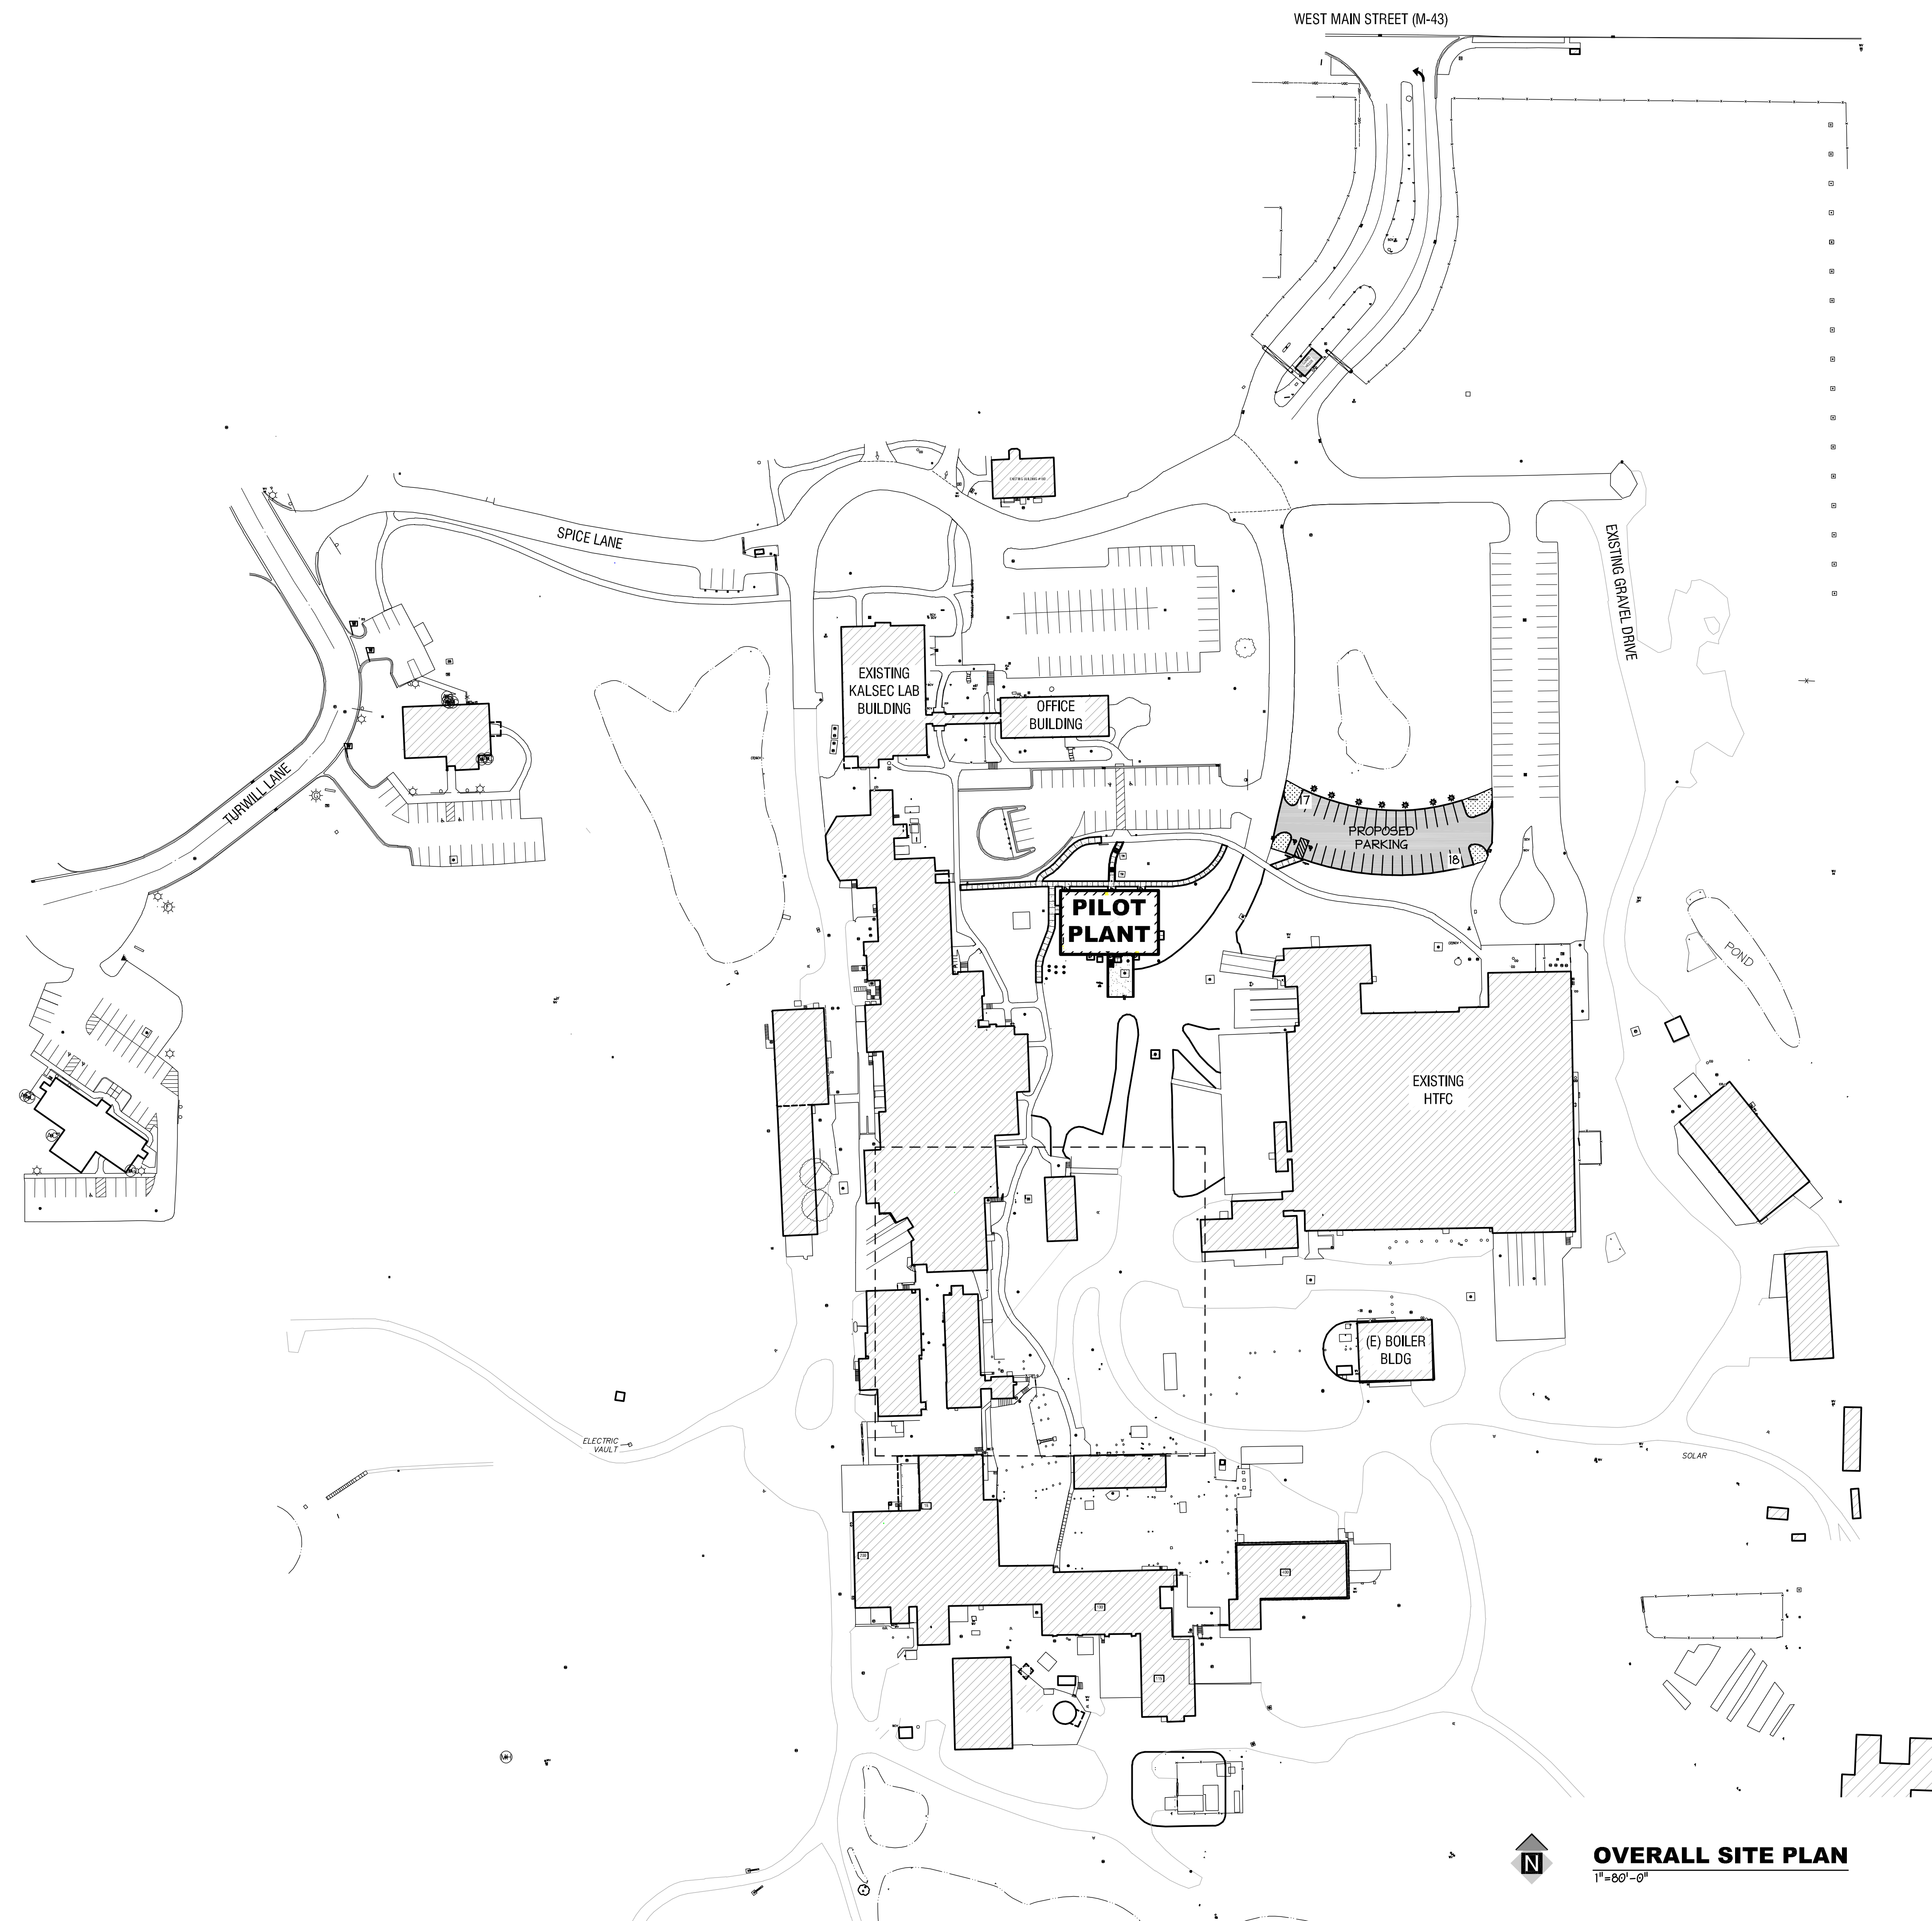 WEST MAIN STREET (M-43)
SPICE LANE
EXISTING GRAVEL DRIVE
EXISTING
KALSEC LAB
BUILDING
OFFICE
BUILDING
TURWILL LANE
17
PROPOSED
PARKING
18
PILOT
PLANT
POND
EXISTING
HTFC
(E) BOILER
BLDG
ELECTRIC
VAULT
SOLAR
N
OVERALL SITE PLAN
1"=80'-0"